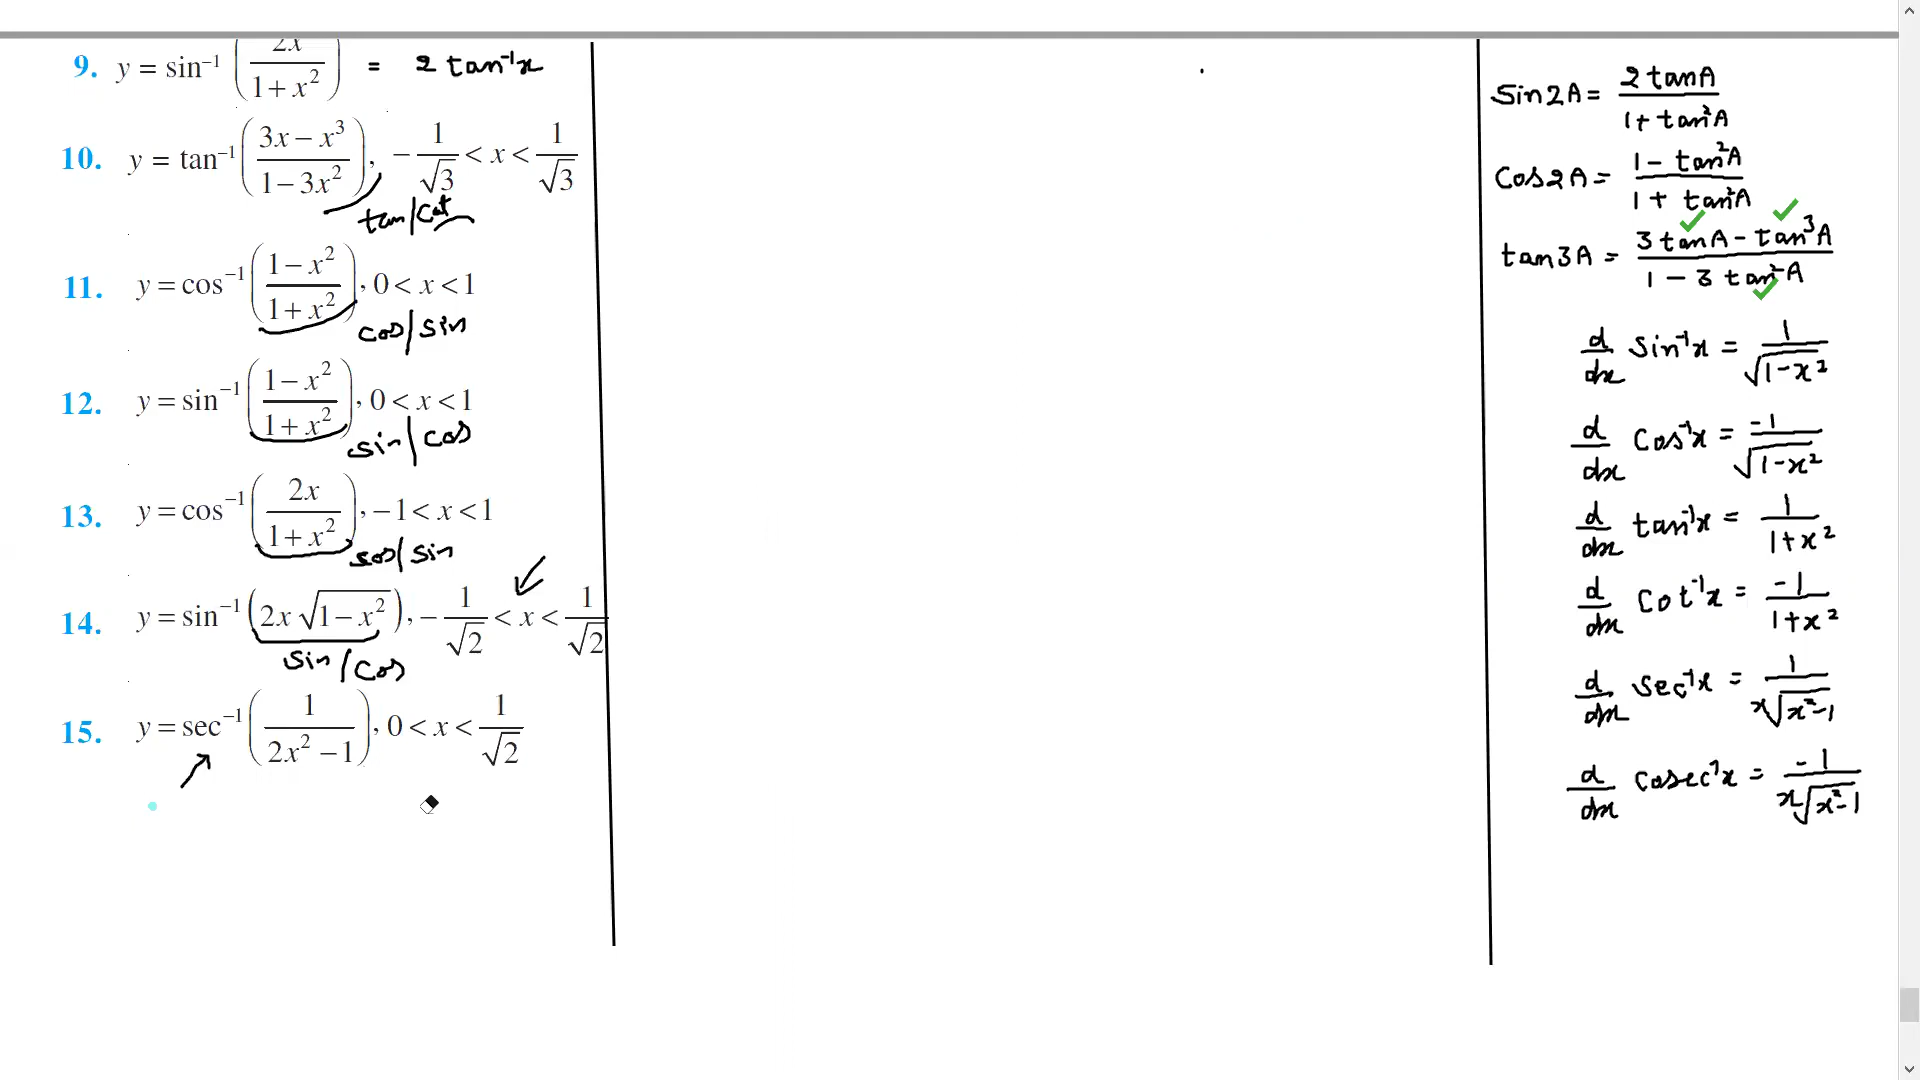 9. y = sin⁻¹ (2x / (1 + x²)) = 2 tan⁻¹x
10. y = tan⁻¹ ((3x − x³) / (1 − 3x²)), −1/√3 < x < 1/√3
tan/cot
11. y = cos⁻¹ ((1 − x²) / (1 + x²)), 0 < x < 1
cos/sin
12. y = sin⁻¹ ((1 − x²) / (1 + x²)), 0 < x < 1
sin/cos
13. y = cos⁻¹ (2x / (1 + x²)), −1 < x < 1
cos/sin
14. y = sin⁻¹ (2x √(1 − x²)), −1/√2 < x < 1/√2
sin/cos
15. y = sec⁻¹ (1 / (2x² − 1)), 0 < x < 1/√2
Sin2A = 2 tanA / (1 + tan²A)
Cos2A = (1 − tan²A) / (1 + tan²A)
tan3A = (3 tanA − tan³A) / (1 − 3 tan²A)
d/dx Sin⁻¹x = 1/√(1−x²)
d/dx Cos⁻¹x = −1/√(1−x²)
d/dx tan⁻¹x = 1/(1+x²)
d/dx Cot⁻¹x = −1/(1+x²)
d/dx Sec⁻¹x = 1/(x√(x²−1))
d/dx Cosec⁻¹x = −1/(x√(x²−1))